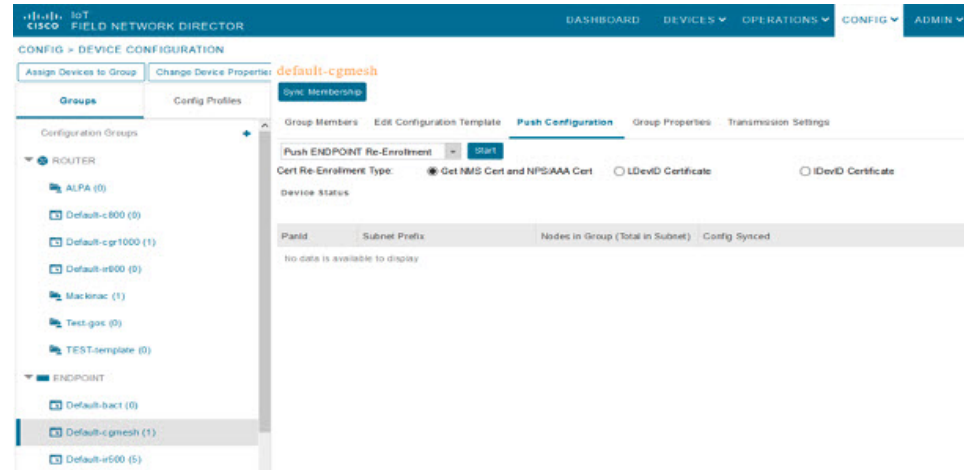 IoT
CISCO FIELD NETWORK DIRECTOR
DASHBOARD DEVICES OPERATIONS CONFIG ADMIN
CONFIG > DEVICE CONFIGURATION
Assign Devices to Group Change Device Propertie
default-cgmesh
Sync Membership
Groups Config Profiles
Group Members Edit Configuration Template Push Configuration Group Properties Transmission Settings
Configuration Groups +
Push ENDPOINT Re-Enrollment Start
ROUTER
Cert Re-Enrollment Type: Get NMS Cert and NPS/AAA Cert LDevID Certificate IDevID Certificate
ALPA (0)
Device Status
Default-c800 (0)
PanId Subnet Prefix Nodes in Group (Total in Subnet) Config Synced
Default-cgr1000 (1)
No data is available to display
Default-ir800 (0)
Mackinac (1)
Test-gos (0)
TEST-template (0)
ENDPOINT
Default-bact (0)
Default-cgmesh (1)
Default-ir500 (5)